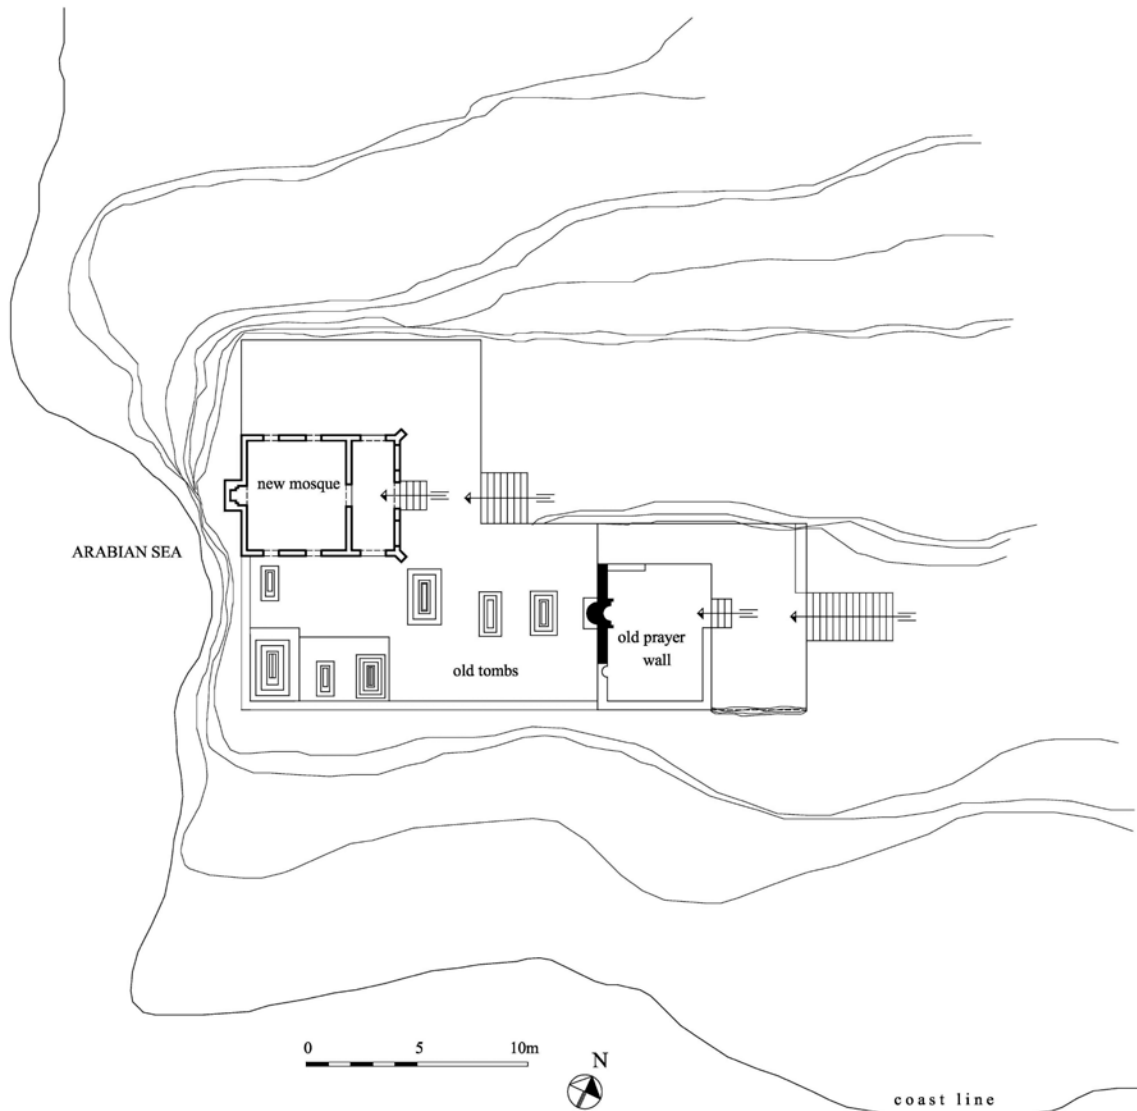 new mosque
ARABIAN SEA
old prayer
wall
old tombs
0 5 10m
N
coast line